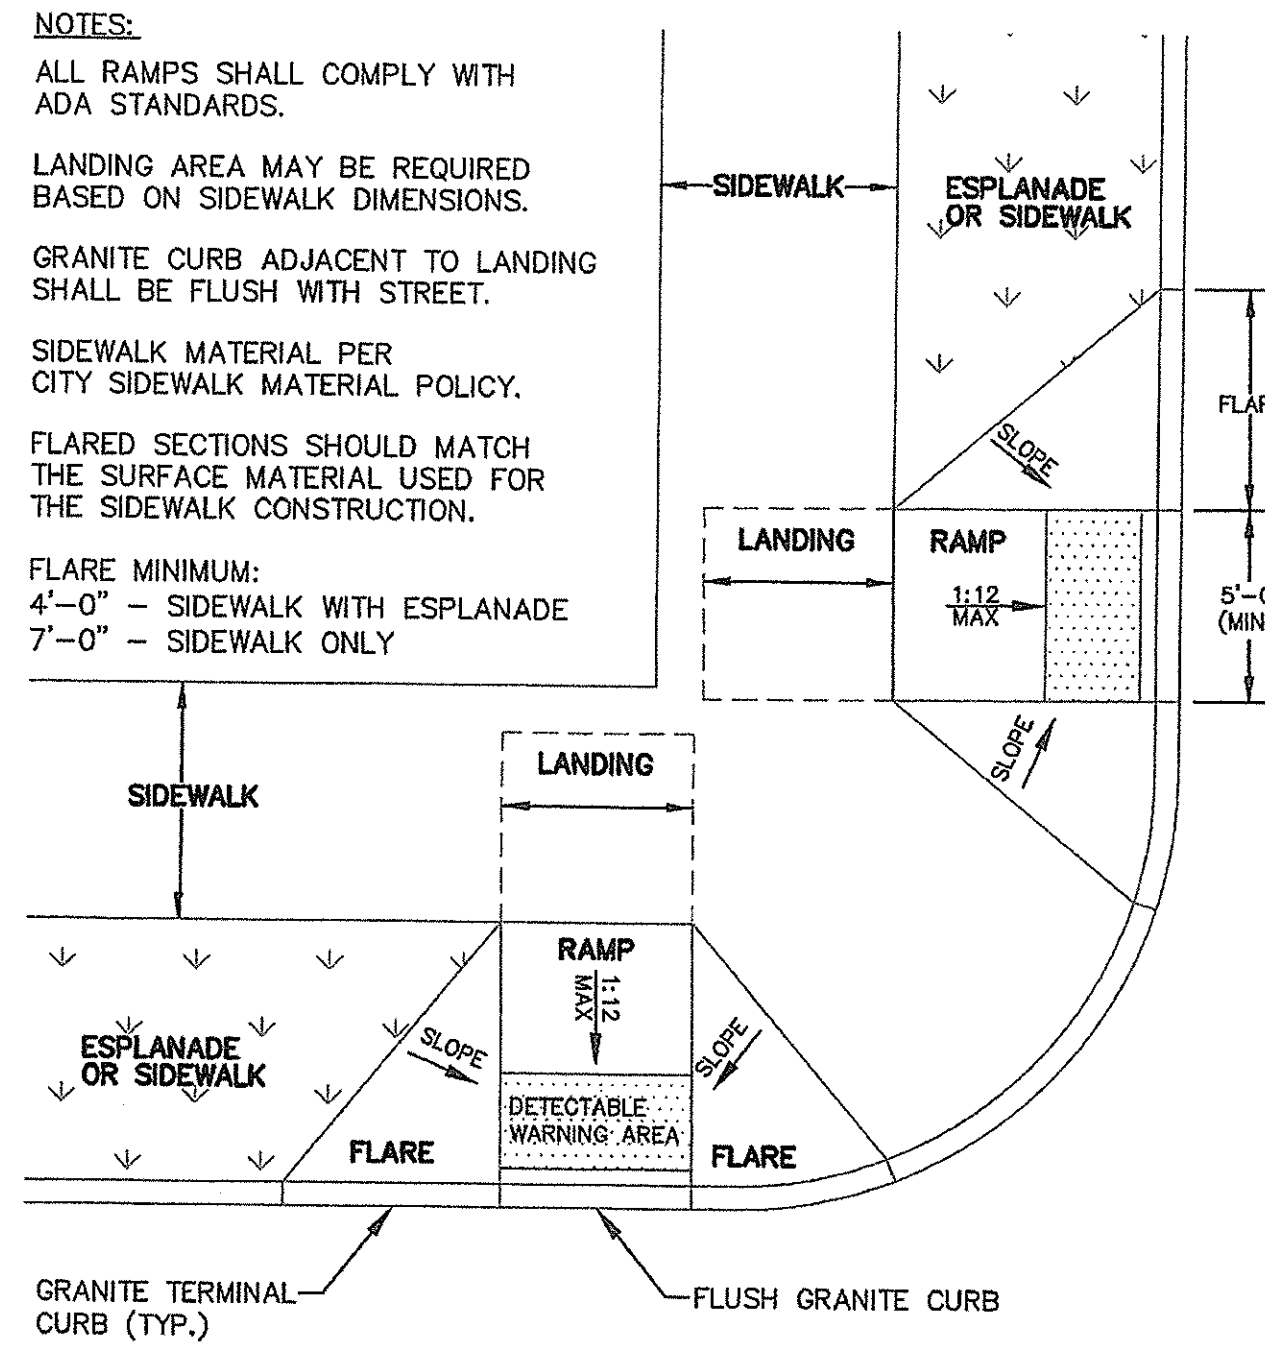 NOTES:
ALL RAMPS SHALL COMPLY WITH
ADA STANDARDS.
LANDING AREA MAY BE REQUIRED
BASED ON SIDEWALK DIMENSIONS.
GRANITE CURB ADJACENT TO LANDING
SHALL BE FLUSH WITH STREET.
SIDEWALK MATERIAL PER
CITY SIDEWALK MATERIAL POLICY.
FLARED SECTIONS SHOULD MATCH
THE SURFACE MATERIAL USED FOR
THE SIDEWALK CONSTRUCTION.
FLARE MINIMUM:
4'-0" - SIDEWALK WITH ESPLANADE
7'-0" - SIDEWALK ONLY
SIDEWALK
ESPLANADE
OR SIDEWALK
SLOPE
LANDING
RAMP
1:12
MAX
SLOPE
SIDEWALK
LANDING
RAMP
1:12
MAX
ESPLANADE
OR SIDEWALK
SLOPE
SLOPE
DETECTABLE
WARNING AREA
FLARE
FLARE
GRANITE TERMINAL
CURB (TYP.)
FLUSH GRANITE CURB